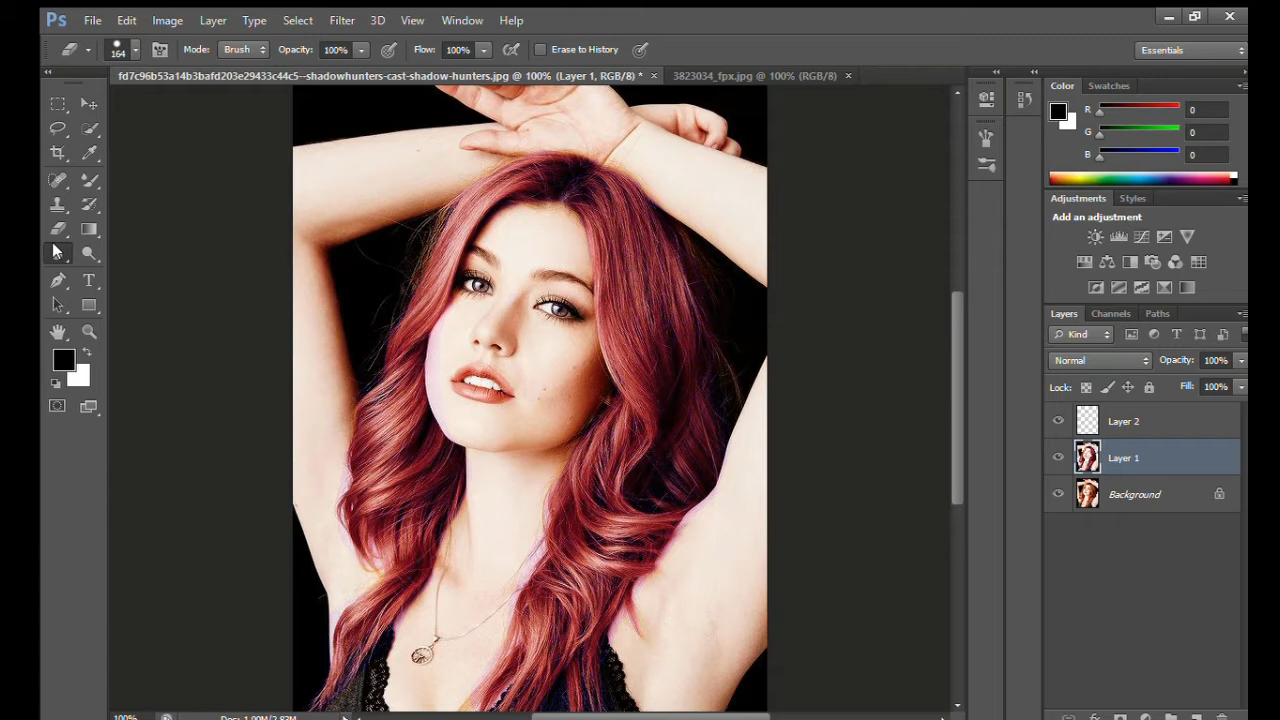 Ps File Edit Image Layer Type Select Filter 3D View Window Help
164 Mode: Brush Opacity: 100% Flow: 100% Erase to History Essentials
fd7c96b53a14b3bafd203e29433c44c5--shadowhunters-cast-shadow-hunters.jpg @ 100% (Layer 1, RGB/8) * × 3823034_fpx.jpg @ 100% (RGB/8) ×
Color Swatches
R 0
G 0
B 0
Adjustments Styles
Add an adjustment
Layers Channels Paths
Kind
Normal Opacity: 100%
Lock: Fill: 100%
Layer 2
Layer 1
Background
100% Doc: 1.00M/2.83M